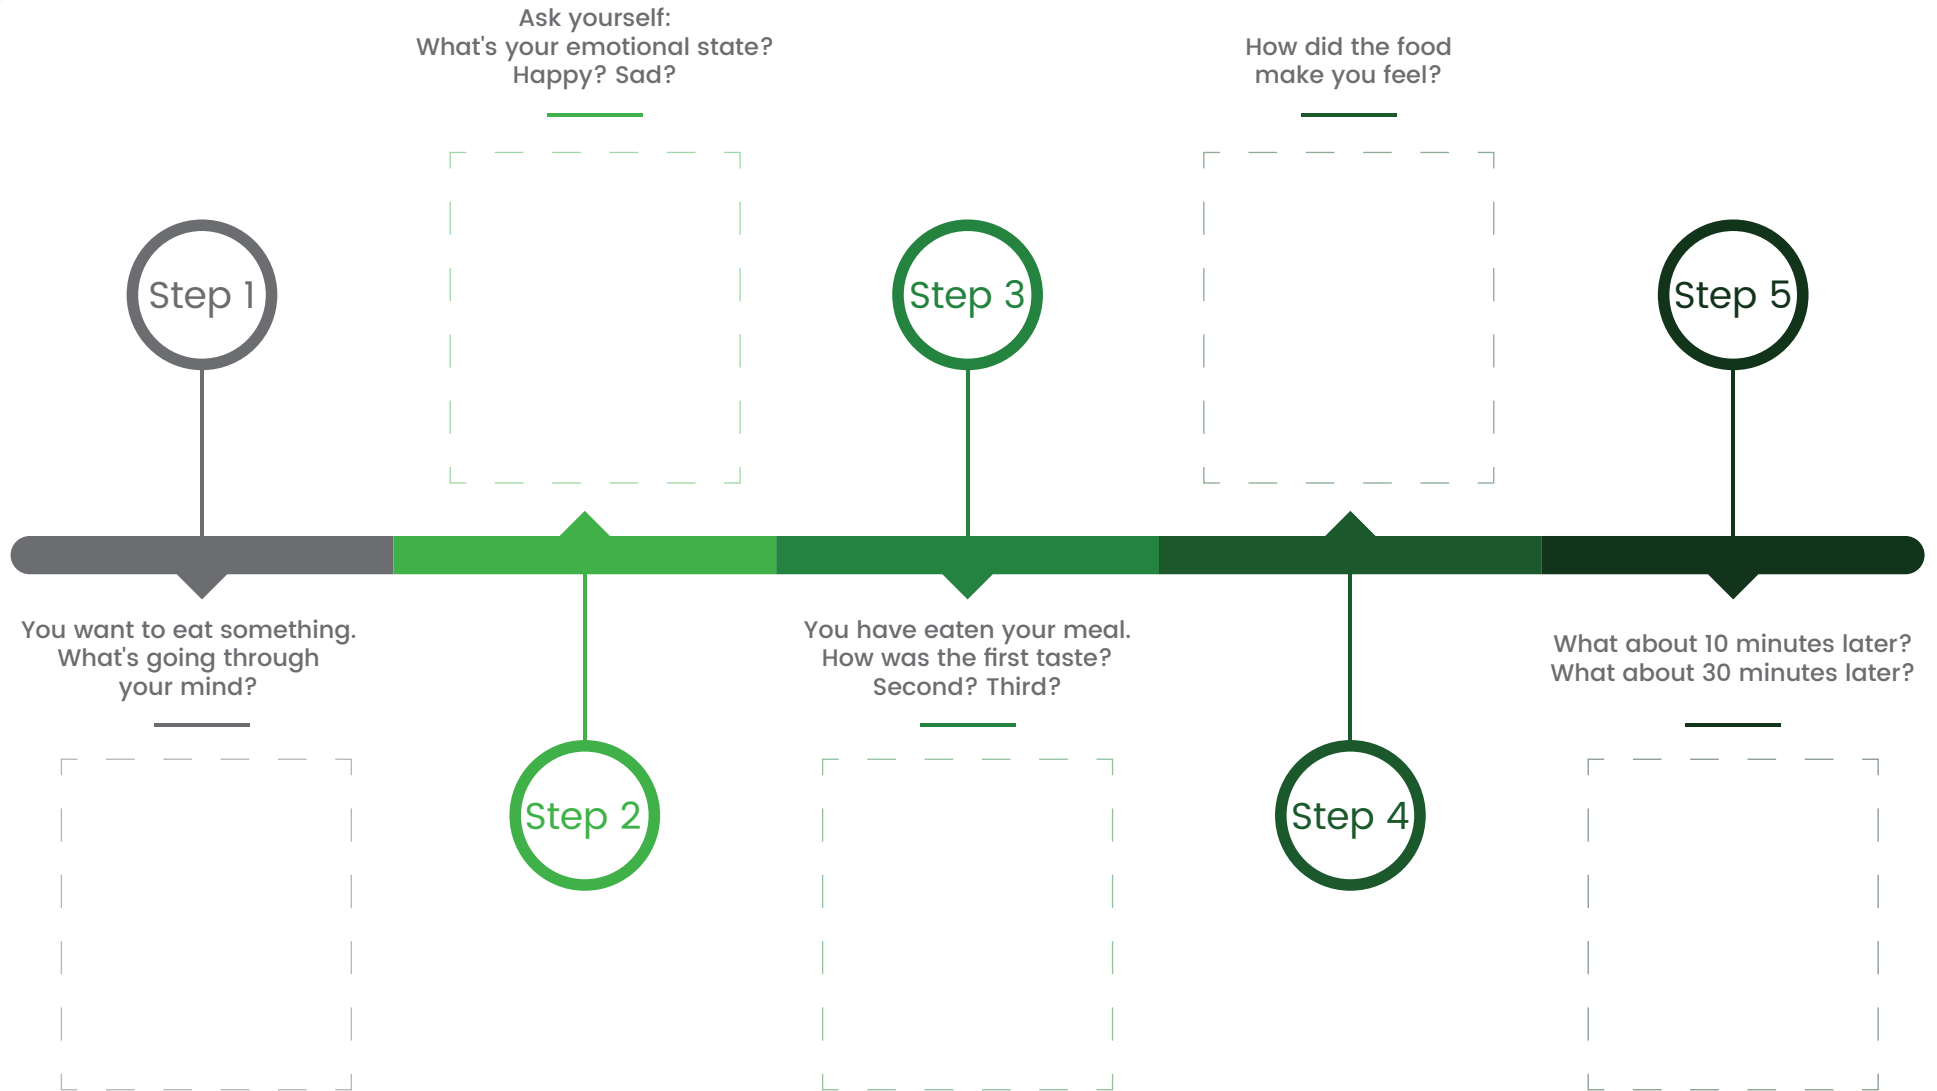 Step 1
You want to eat something.
What's going through
your mind?
Ask yourself:
What's your emotional state?
Happy? Sad?
Step 2
Step 3
You have eaten your meal.
How was the first taste?
Second? Third?
How did the food
make you feel?
Step 4
Step 5
What about 10 minutes later?
What about 30 minutes later?